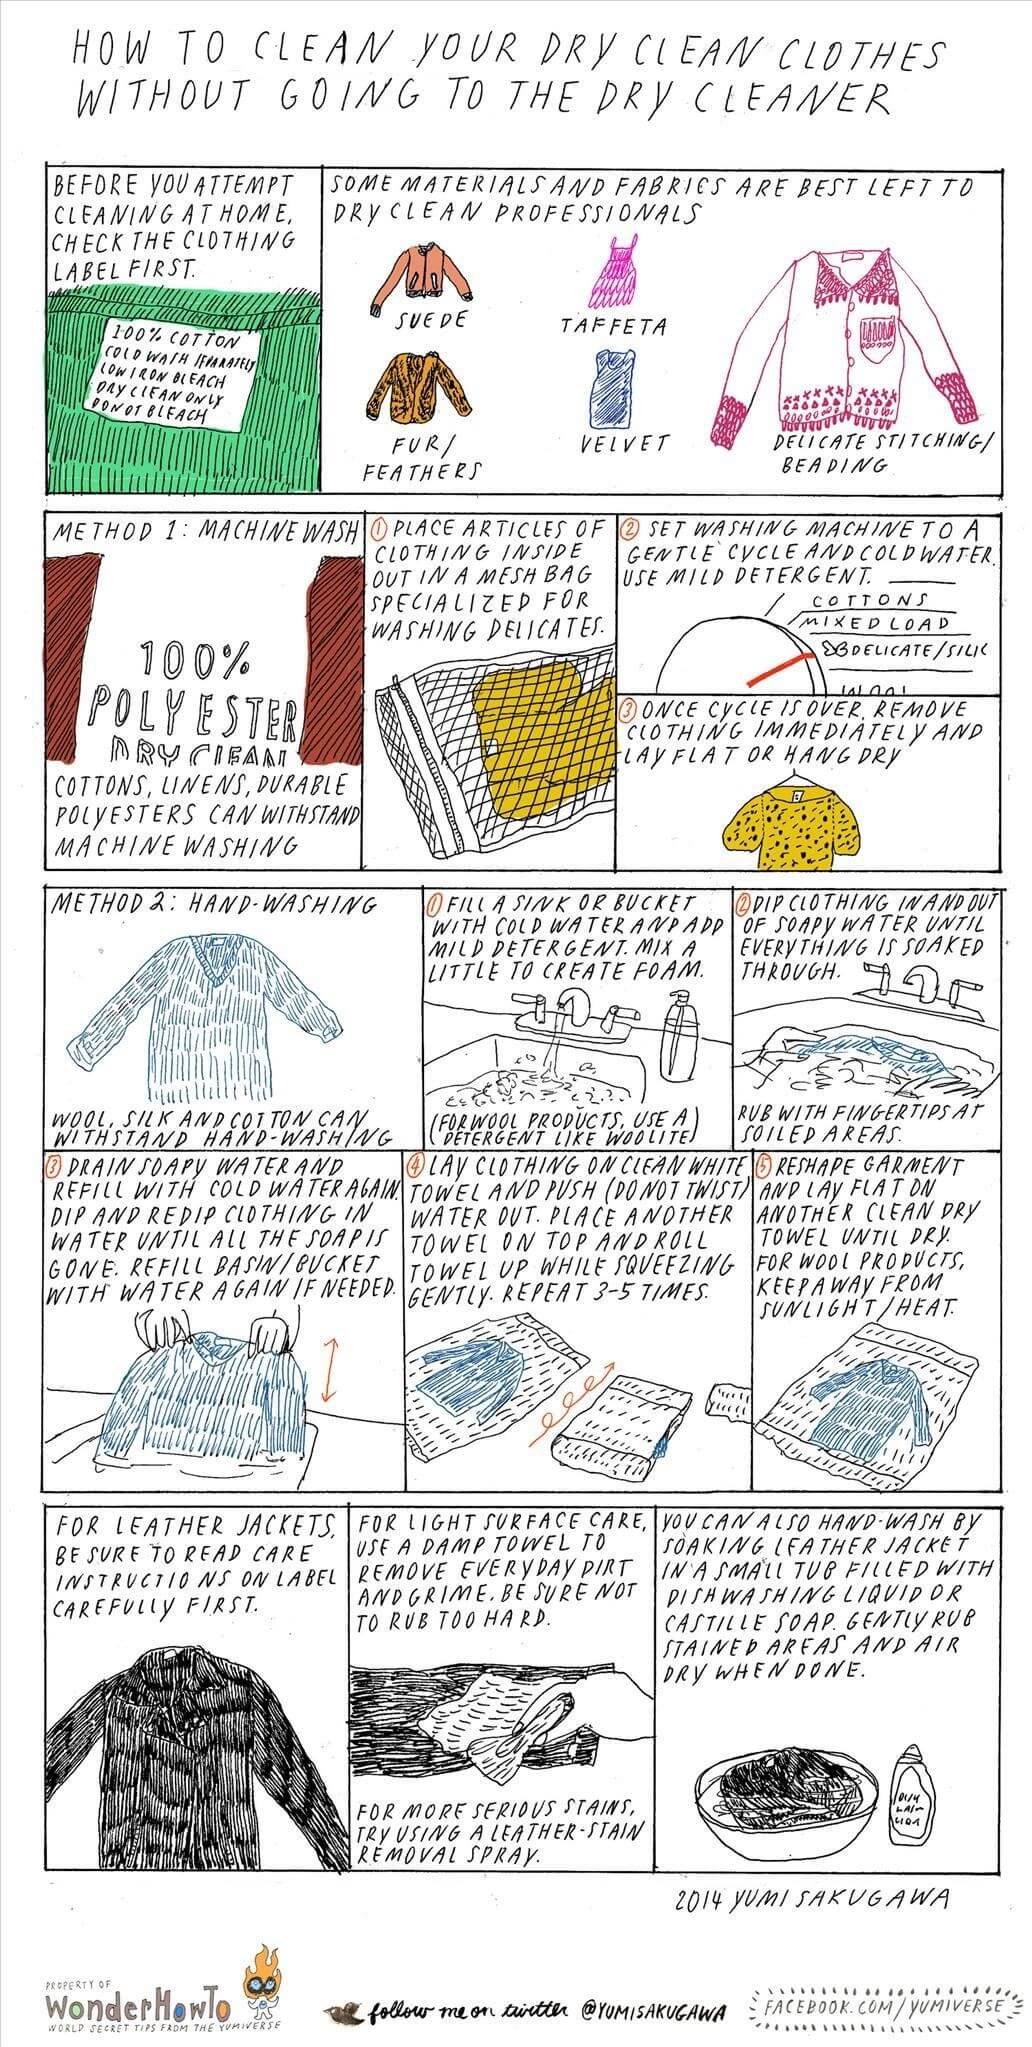 HOW TO CLEAN YOUR DRY CLEAN CLOTHES
WITHOUT GOING TO THE DRY CLEANER
BEFORE YOU ATTEMPT
CLEANING AT HOME,
CHECK THE CLOTHING
LABEL FIRST.
100% COTTON
COLD WASH SEPARATELY
LOW IRON BLEACH
DRY CLEAN ONLY
DO NOT BLEACH
SOME MATERIALS AND FABRICS ARE BEST LEFT TO
DRY CLEAN PROFESSIONALS
SUEDE
TAFFETA
FUR/
FEATHERS
VELVET
DELICATE STITCHING/
BEADING
METHOD 1: MACHINE WASH
100%
POLYESTER
DRY CLEAN
COTTONS, LINENS, DURABLE
POLYESTERS CAN WITHSTAND
MACHINE WASHING
① PLACE ARTICLES OF
CLOTHING INSIDE
OUT IN A MESH BAG
SPECIALIZED FOR
WASHING DELICATES.
② SET WASHING MACHINE TO A
GENTLE CYCLE AND COLD WATER.
USE MILD DETERGENT.
COTTONS
MIXED LOAD
DELICATE/SILK
WOOL
③ ONCE CYCLE IS OVER, REMOVE
CLOTHING IMMEDIATELY AND
LAY FLAT OR HANG DRY
METHOD 2: HAND-WASHING
WOOL, SILK AND COTTON CAN
WITHSTAND HAND-WASHING
① FILL A SINK OR BUCKET
WITH COLD WATER AND ADD
MILD DETERGENT. MIX A
LITTLE TO CREATE FOAM.
(FOR WOOL PRODUCTS, USE A
DETERGENT LIKE WOOLITE)
② DIP CLOTHING IN AND OUT
OF SOAPY WATER UNTIL
EVERYTHING IS SOAKED
THROUGH.
RUB WITH FINGERTIPS AT
SOILED AREAS.
③ DRAIN SOAPY WATER AND
REFILL WITH COLD WATER AGAIN.
DIP AND REDIP CLOTHING IN
WATER UNTIL ALL THE SOAP IS
GONE. REFILL BASIN/BUCKET
WITH WATER AGAIN IF NEEDED.
④ LAY CLOTHING ON CLEAN WHITE
TOWEL AND PUSH (DO NOT TWIST)
WATER OUT. PLACE ANOTHER
TOWEL ON TOP AND ROLL
TOWEL UP WHILE SQUEEZING
GENTLY. REPEAT 3-5 TIMES.
⑤ RESHAPE GARMENT
AND LAY FLAT ON
ANOTHER CLEAN DRY
TOWEL UNTIL DRY.
FOR WOOL PRODUCTS,
KEEP AWAY FROM
SUNLIGHT/HEAT.
FOR LEATHER JACKETS,
BE SURE TO READ CARE
INSTRUCTIONS ON LABEL
CAREFULLY FIRST.
FOR LIGHT SURFACE CARE,
USE A DAMP TOWEL TO
REMOVE EVERYDAY DIRT
AND GRIME. BE SURE NOT
TO RUB TOO HARD.
FOR MORE SERIOUS STAINS,
TRY USING A LEATHER-STAIN
REMOVAL SPRAY.
YOU CAN ALSO HAND-WASH BY
SOAKING LEATHER JACKET
IN A SMALL TUB FILLED WITH
DISHWASHING LIQUID OR
CASTILLE SOAP. GENTLY RUB
STAINED AREAS AND AIR
DRY WHEN DONE.
2014 YUMI SAKUGAWA
PROPERTY OF
WonderHowTo
WORLD SECRET TIPS FROM THE YUMIVERSE
follow me on twitter @YUMISAKUGAWA
FACEBOOK.COM/YUMIVERSE